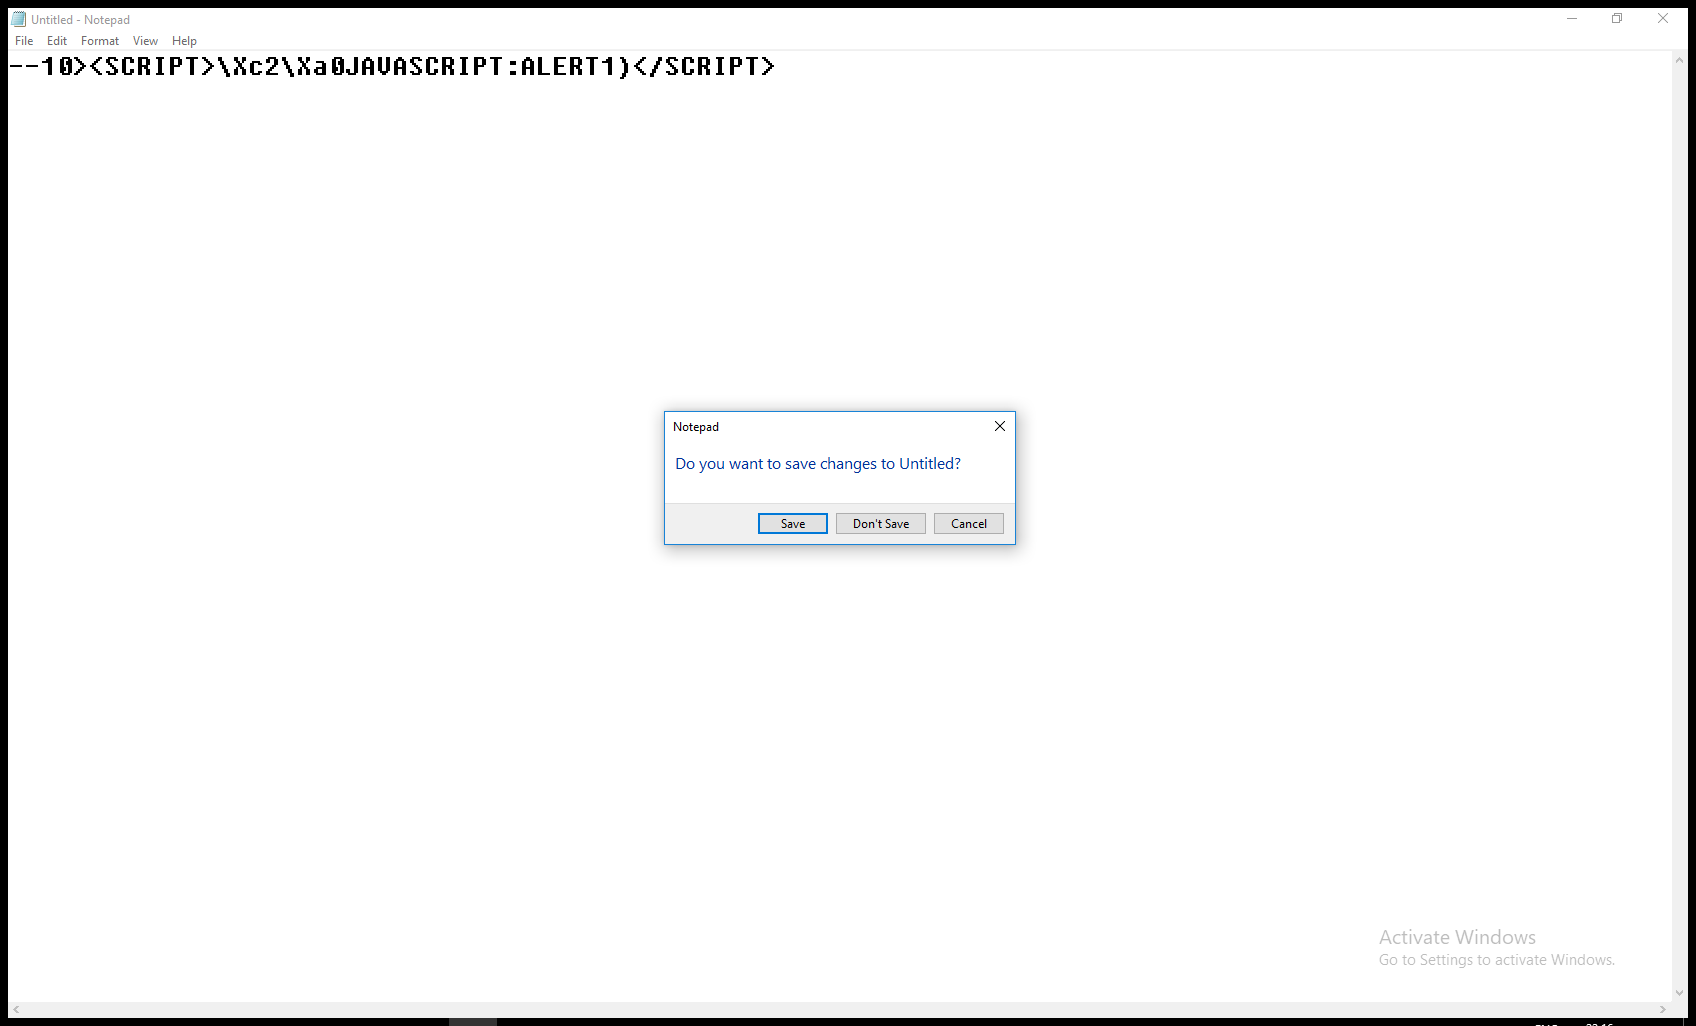 Untitled - Notepad
File Edit Format View Help
--10><SCRIPT>\Xc2\Xa0JAVASCRIPT:ALERT1)</SCRIPT>
Notepad
Do you want to save changes to Untitled?
Save Don't Save Cancel
Activate Windows
Go to Settings to activate Windows.